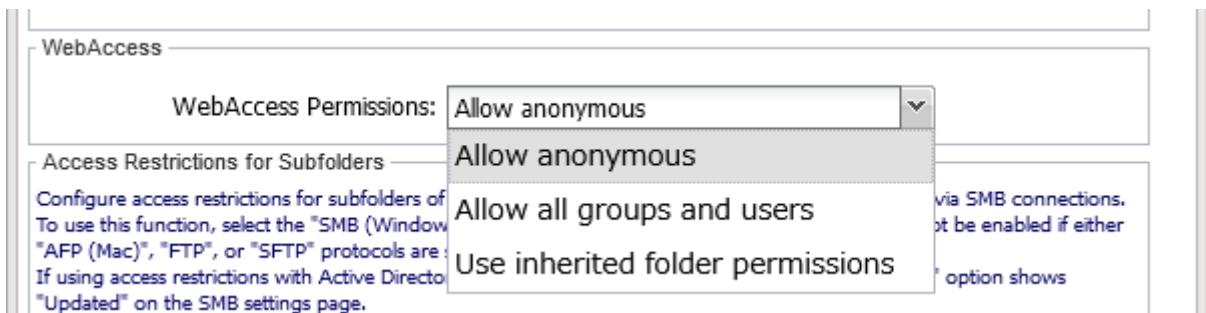 WebAccess
WebAccess Permissions: Allow anonymous
Allow anonymous
Allow all groups and users
Use inherited folder permissions
Access Restrictions for Subfolders
Configure access restrictions for subfolders of via SMB connections.
To use this function, select the "SMB (Window ot be enabled if either
"AFP (Mac)", "FTP", or "SFTP" protocols are
If using access restrictions with Active Directo " option shows
"Updated" on the SMB settings page.